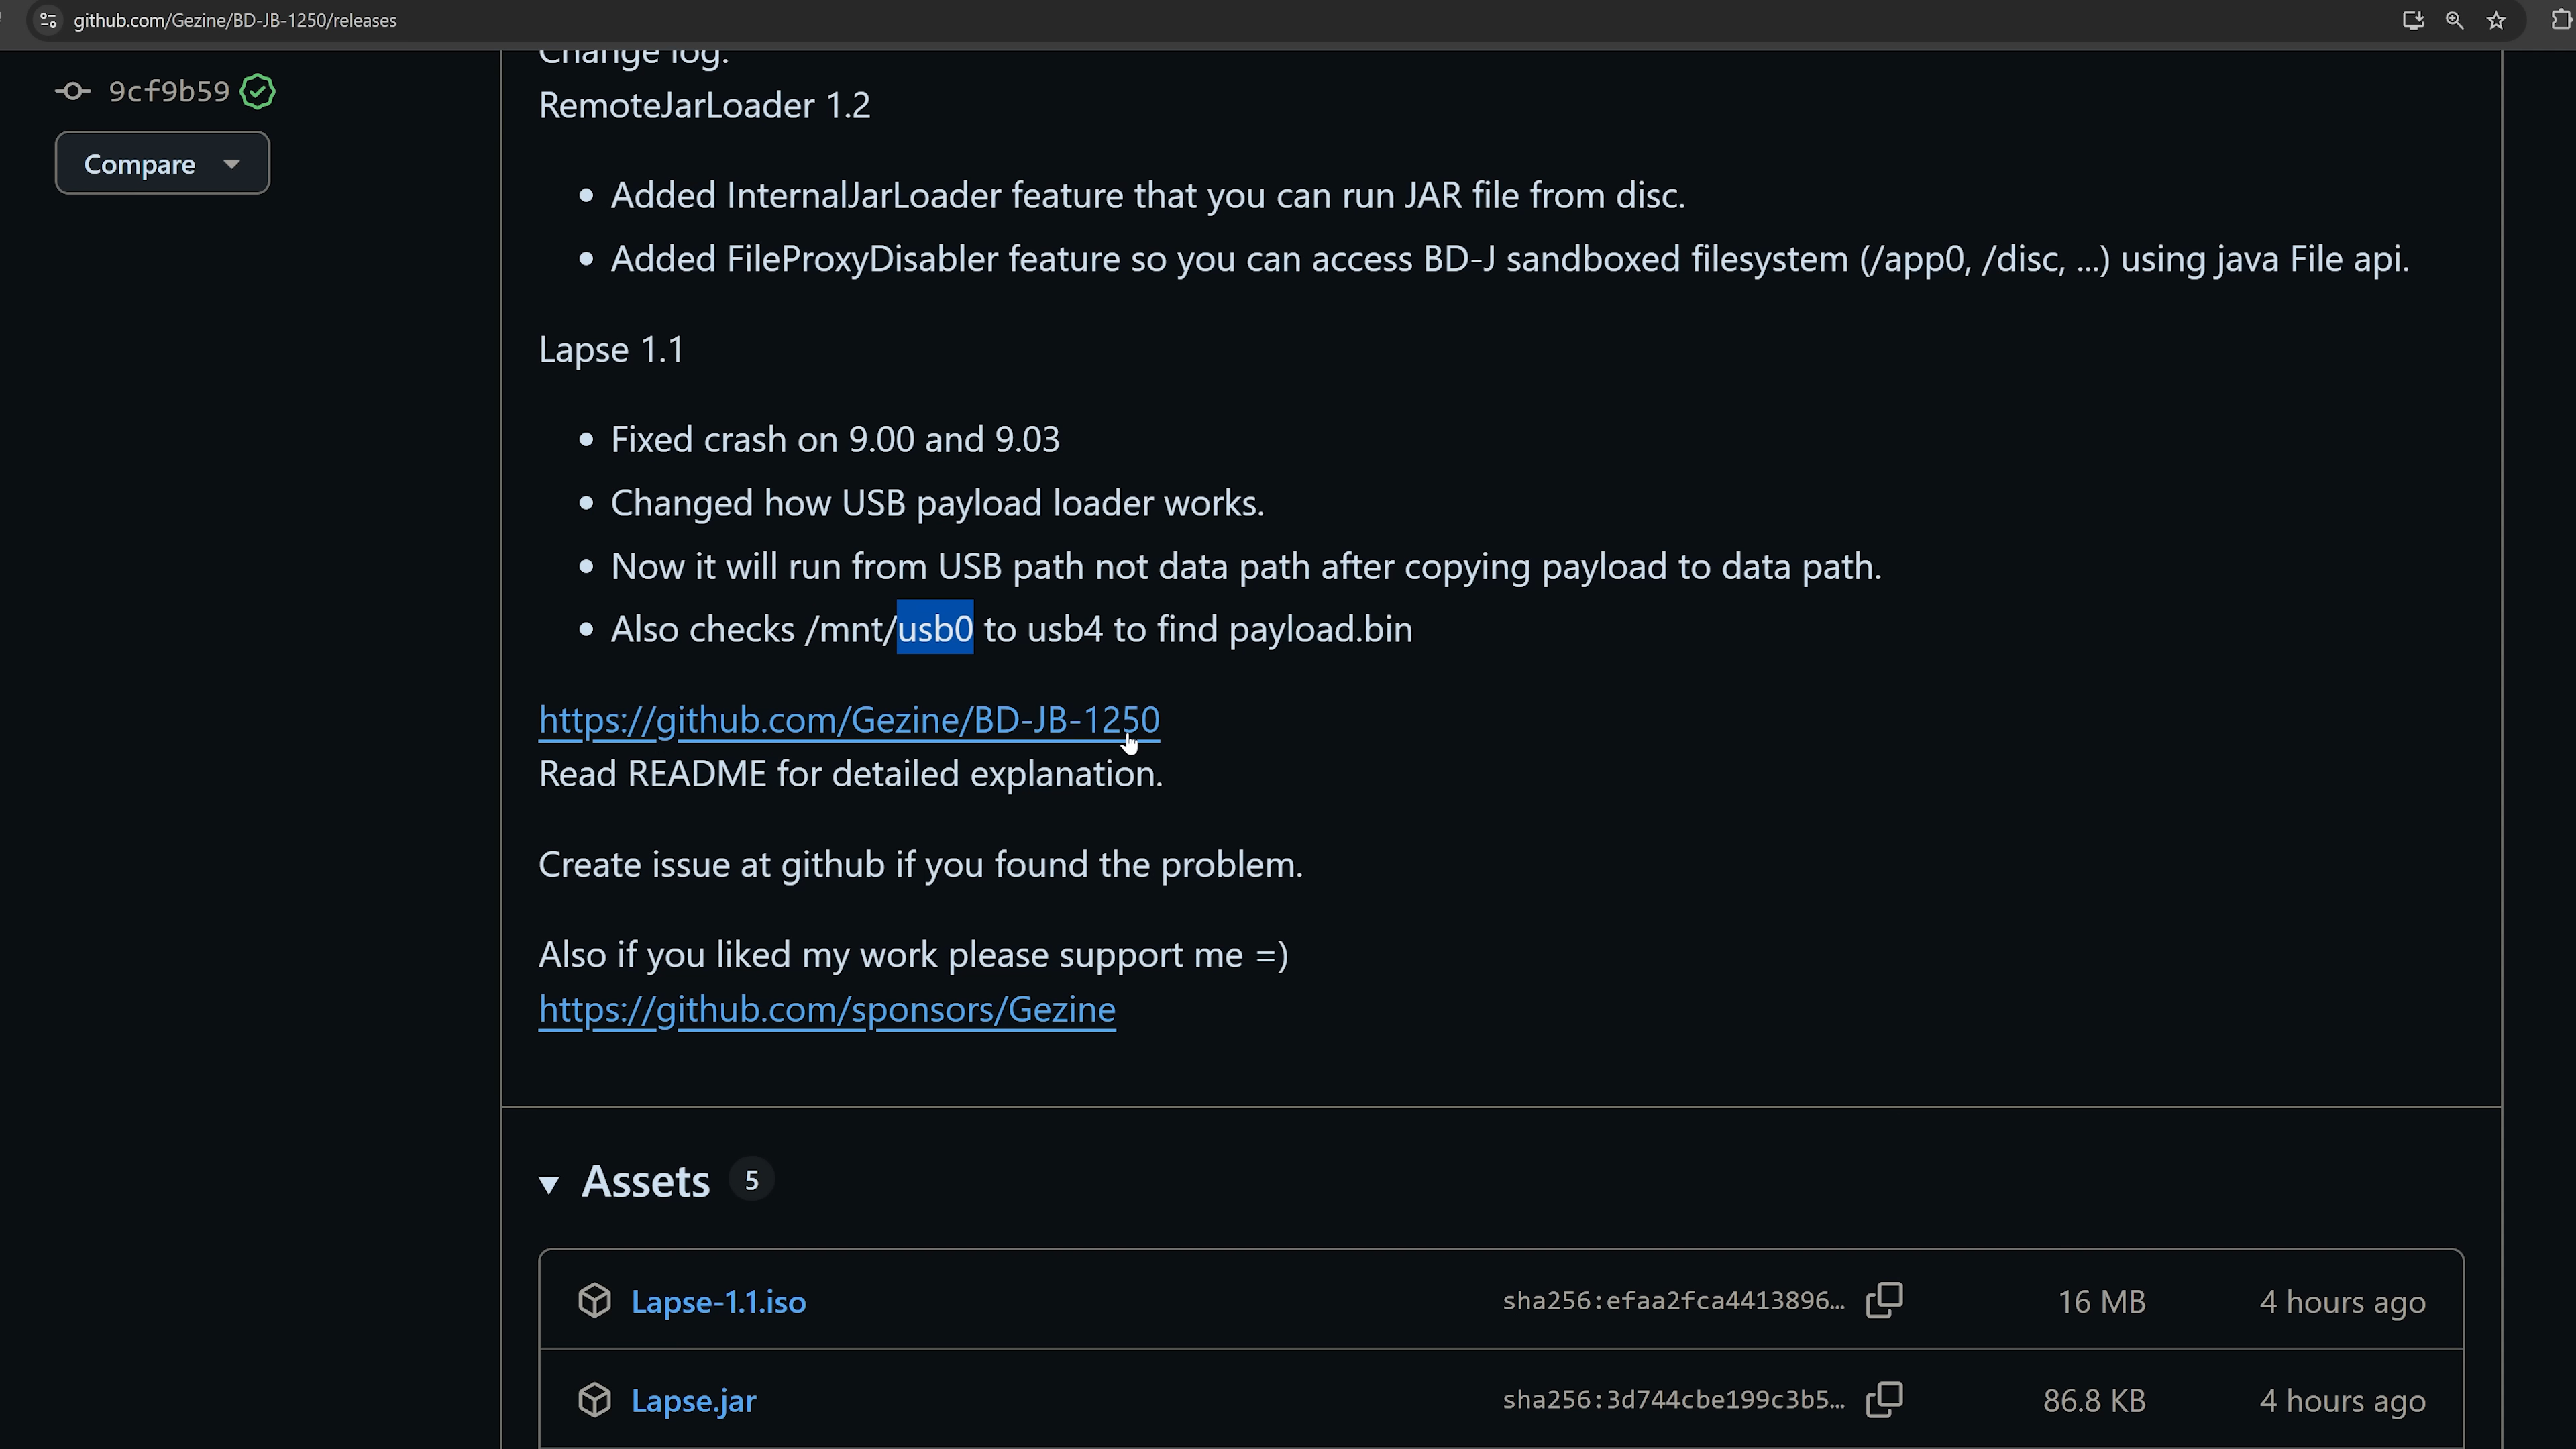 github.com/Gezine/BD-JB-1250/releases
Change log:
9cf9b59
RemoteJarLoader 1.2
Compare
Added InternalJarLoader feature that you can run JAR file from disc.
Added FileProxyDisabler feature so you can access BD-J sandboxed filesystem (/app0, /disc, ...) using java File api.
Lapse 1.1
Fixed crash on 9.00 and 9.03
Changed how USB payload loader works.
Now it will run from USB path not data path after copying payload to data path.
Also checks /mnt/usb0 to usb4 to find payload.bin
https://github.com/Gezine/BD-JB-1250
Read README for detailed explanation.
Create issue at github if you found the problem.
Also if you liked my work please support me =)
https://github.com/sponsors/Gezine
Assets 5
Lapse-1.1.iso sha256:efaa2fca4413896... 16 MB 4 hours ago
Lapse.jar sha256:3d744cbe199c3b5... 86.8 KB 4 hours ago